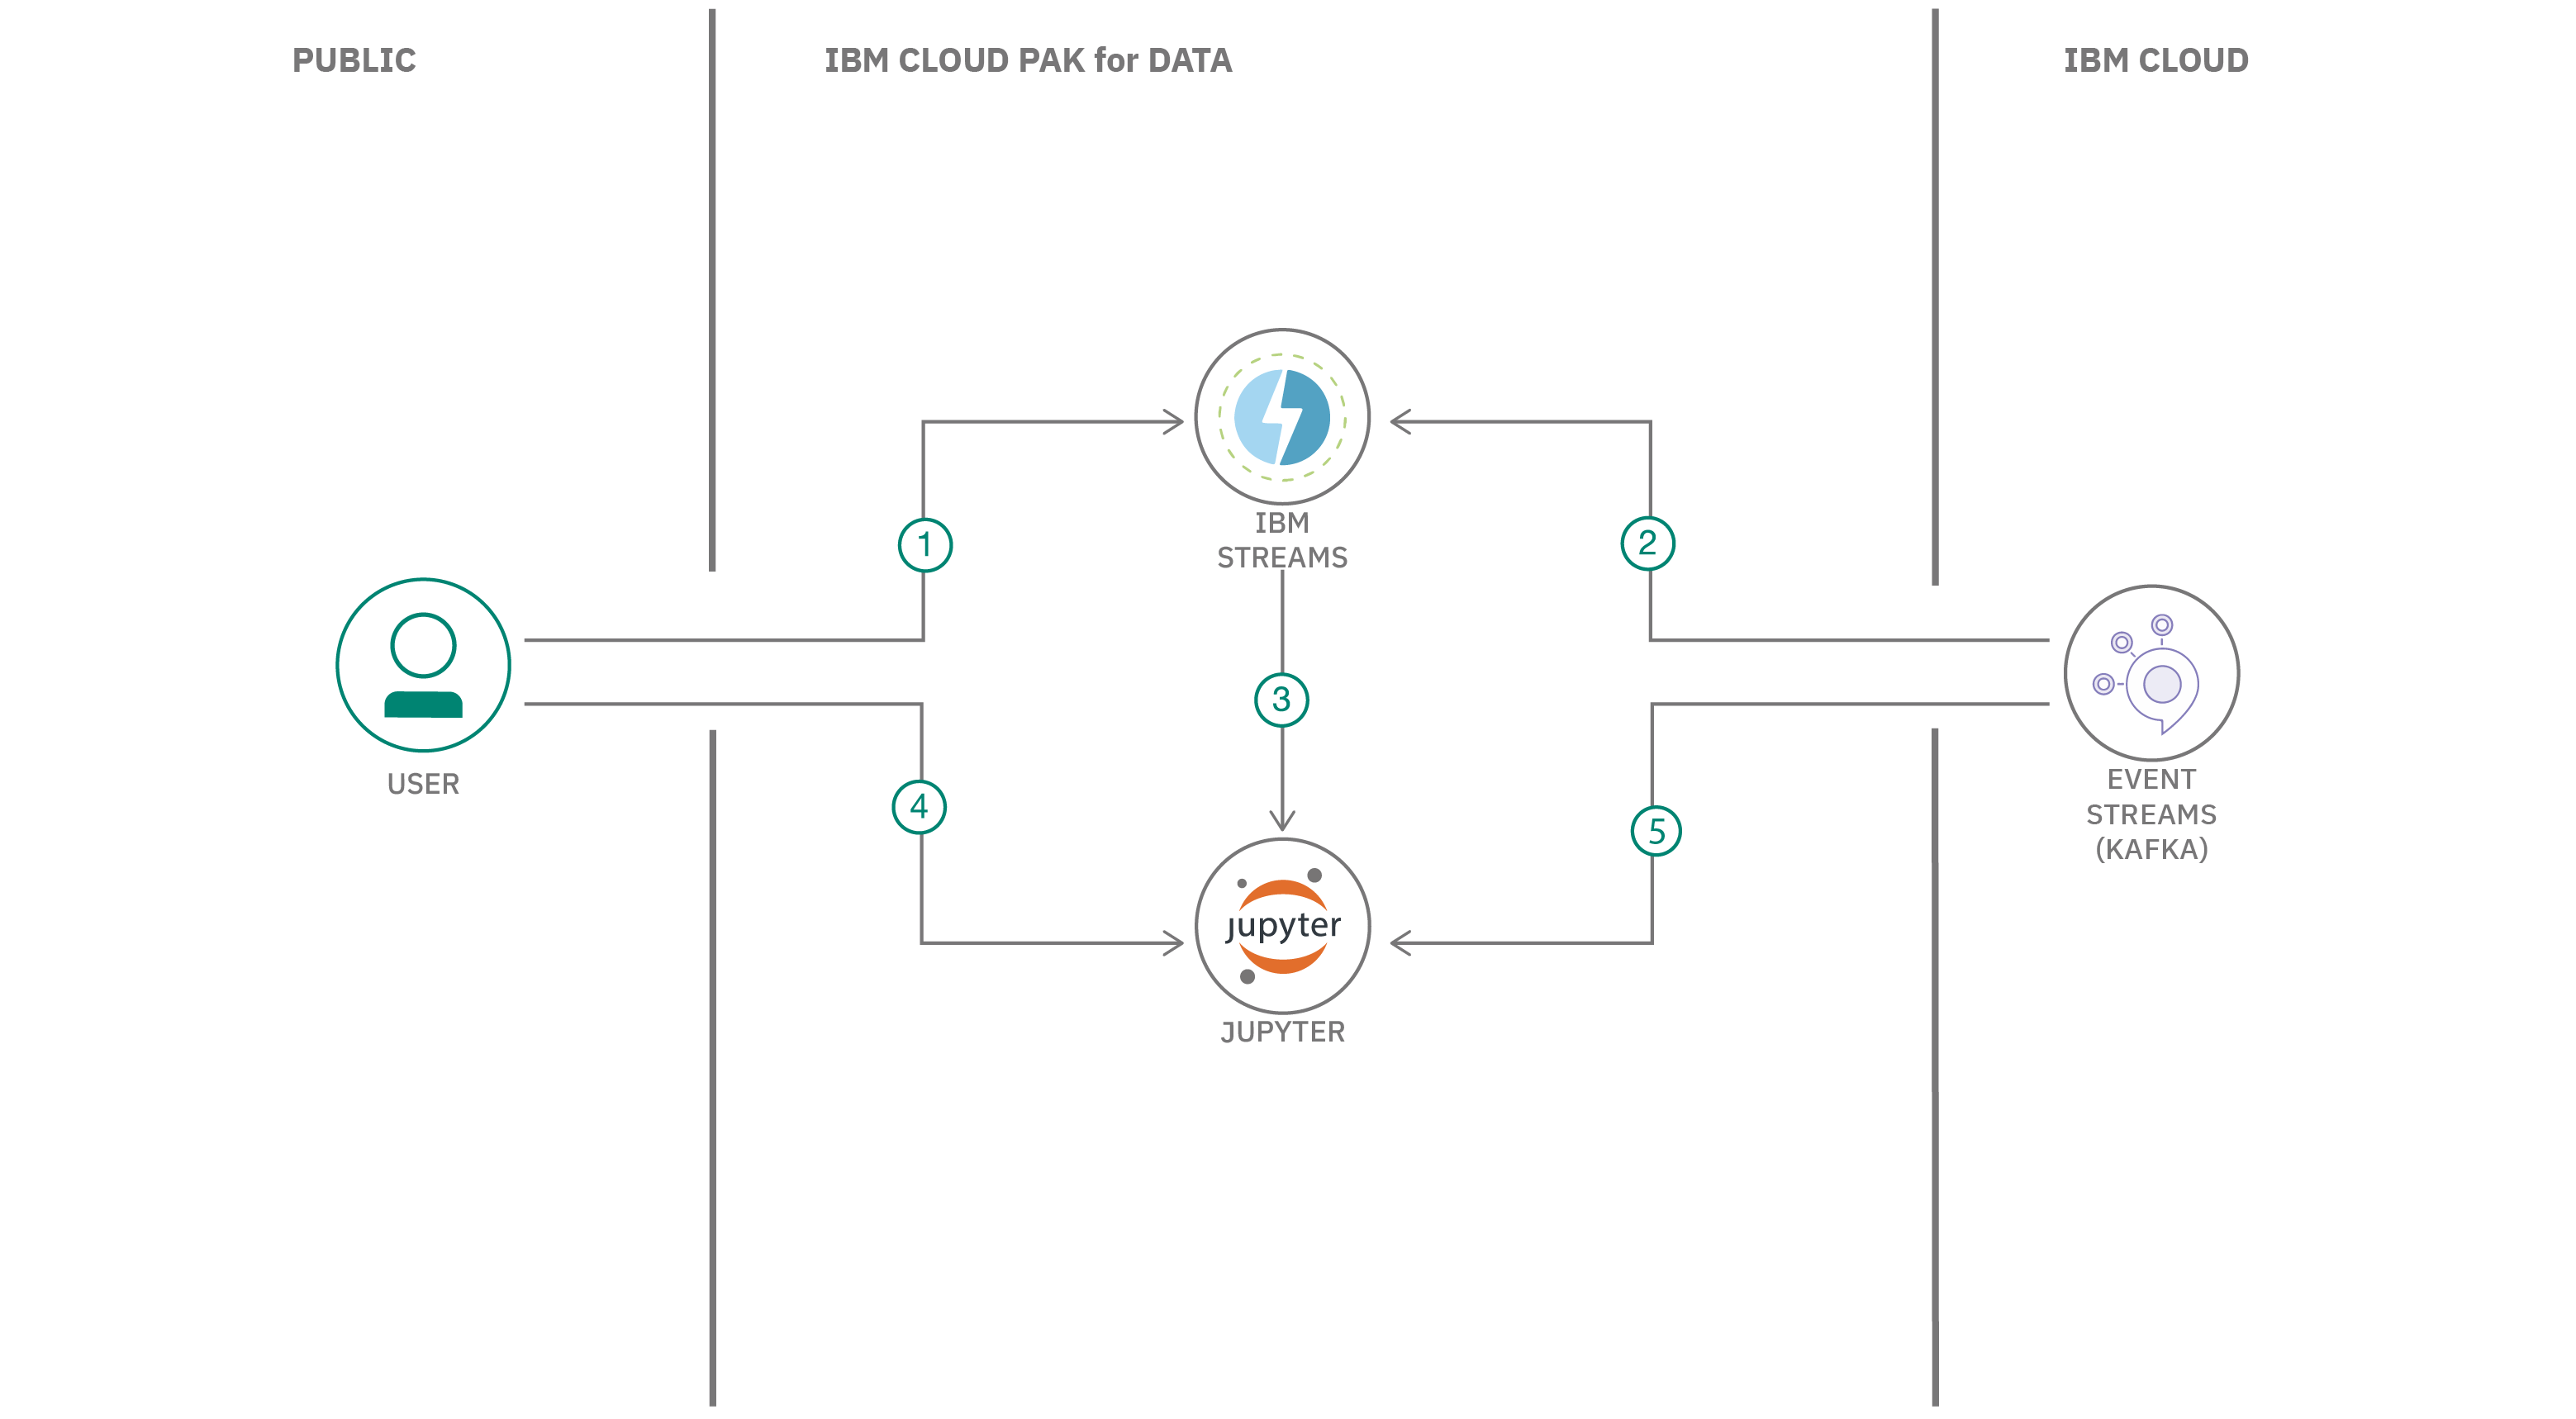 PUBLIC
IBM CLOUD PAK for DATA
IBM CLOUD
IBM
STREAMS
1
2
USER
3
4
5
EVENT
STREAMS
(KAFKA)
jupyter
JUPYTER